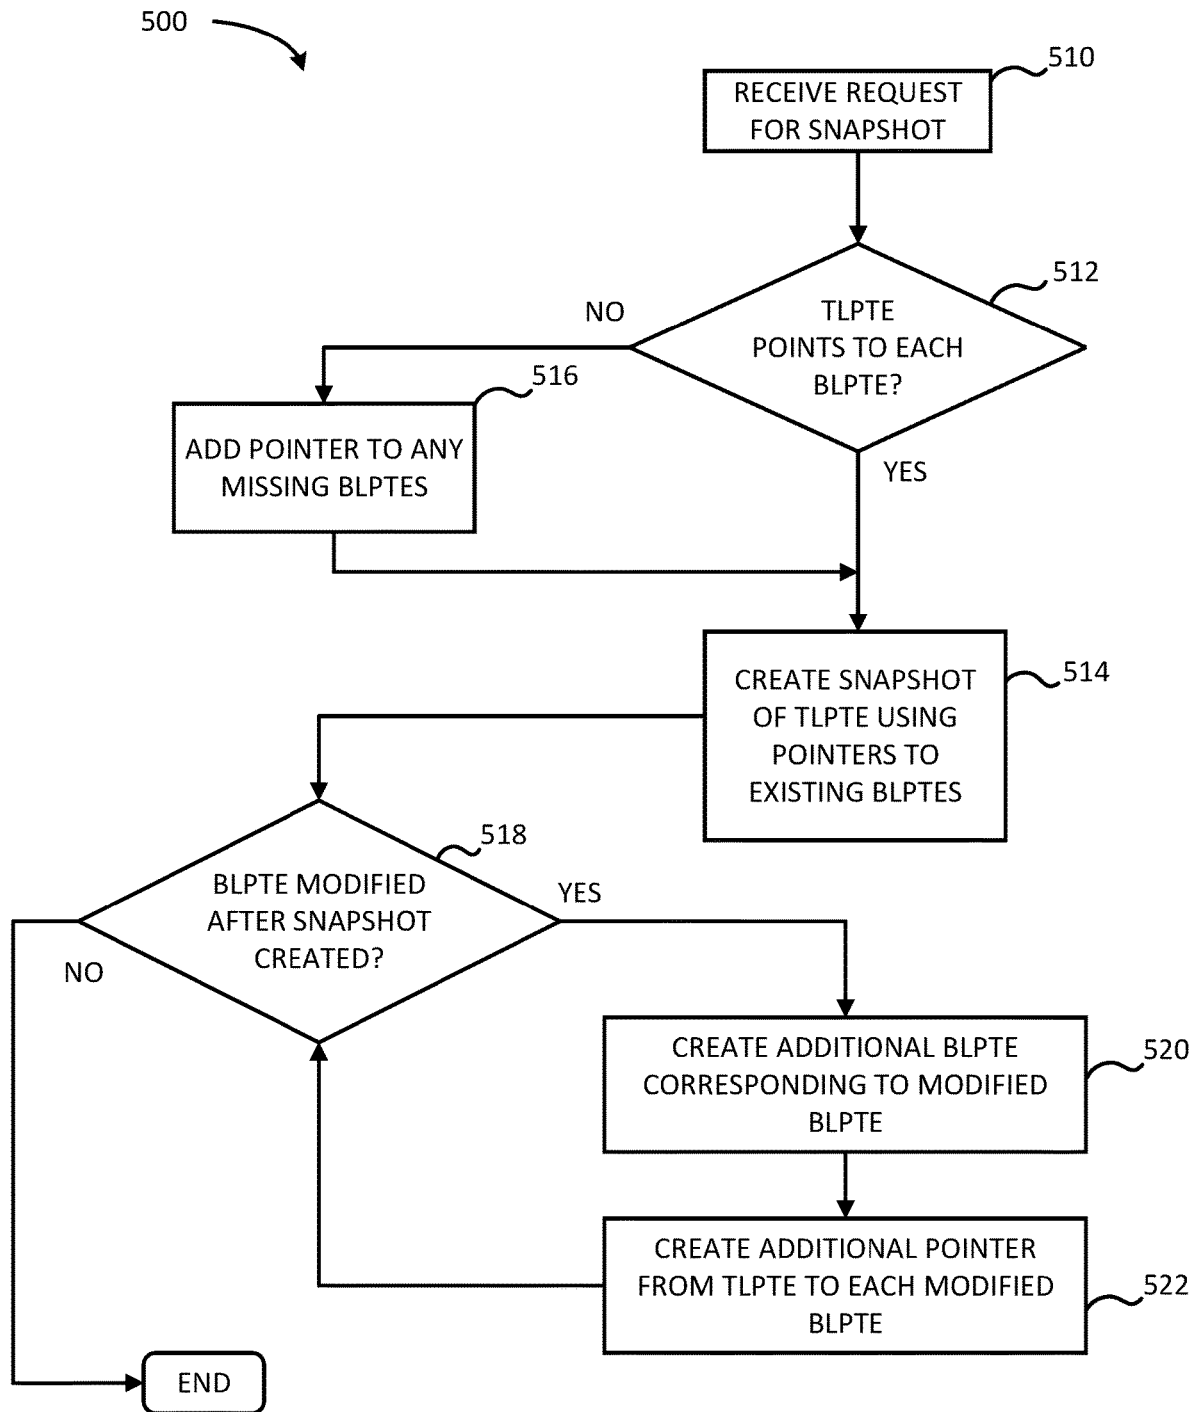 500
510
RECEIVE REQUEST
FOR SNAPSHOT
512
TLPTE
POINTS TO EACH
BLPTE?
NO
YES
516
ADD POINTER TO ANY
MISSING BLPTES
514
CREATE SNAPSHOT
OF TLPTE USING
POINTERS TO
EXISTING BLPTES
518
BLPTE MODIFIED
AFTER SNAPSHOT
CREATED?
YES
NO
520
CREATE ADDITIONAL BLPTE
CORRESPONDING TO MODIFIED
BLPTE
522
CREATE ADDITIONAL POINTER
FROM TLPTE TO EACH MODIFIED
BLPTE
END